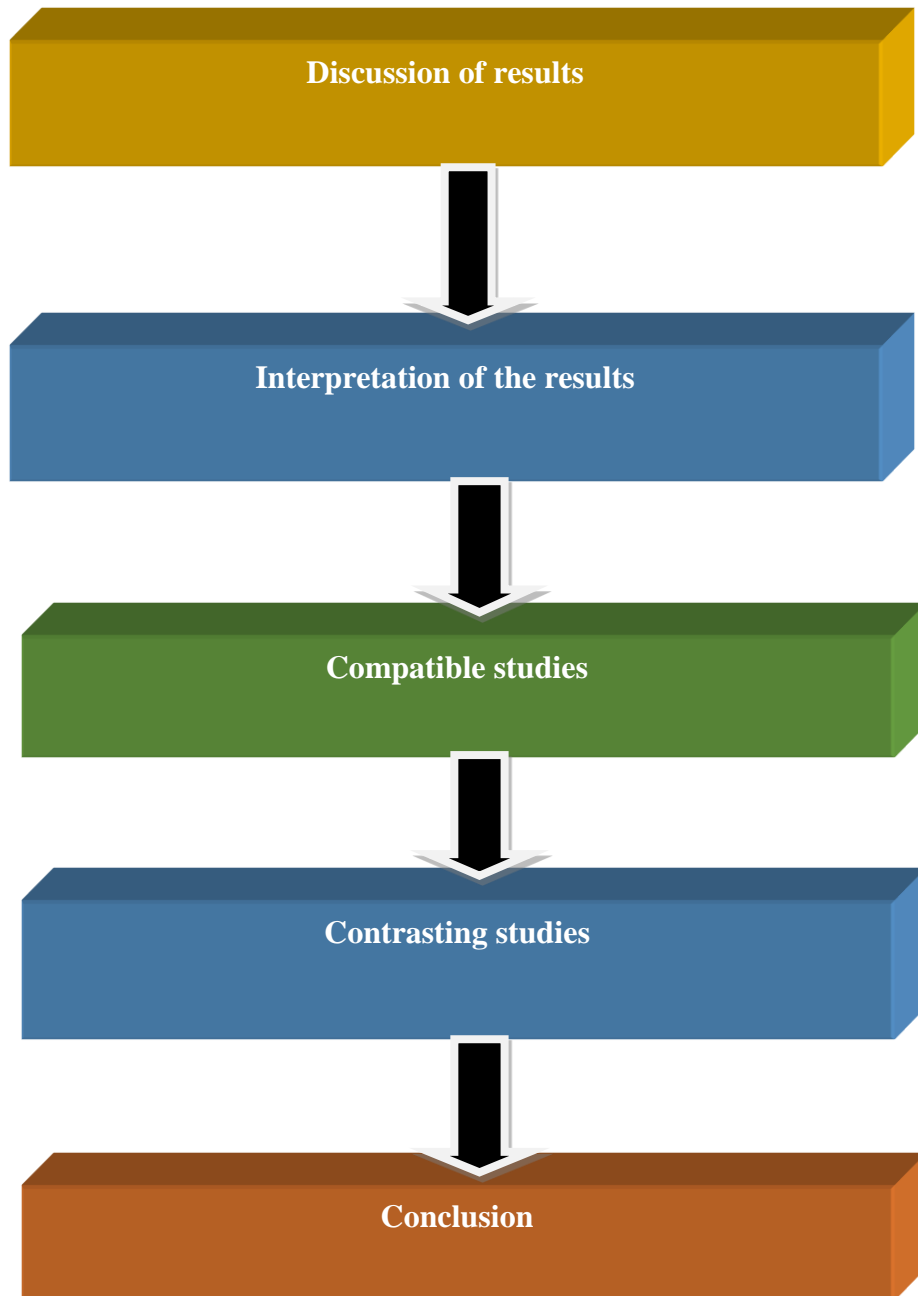 Discussion of results
Interpretation of the results
Compatible studies
Contrasting studies
Conclusion